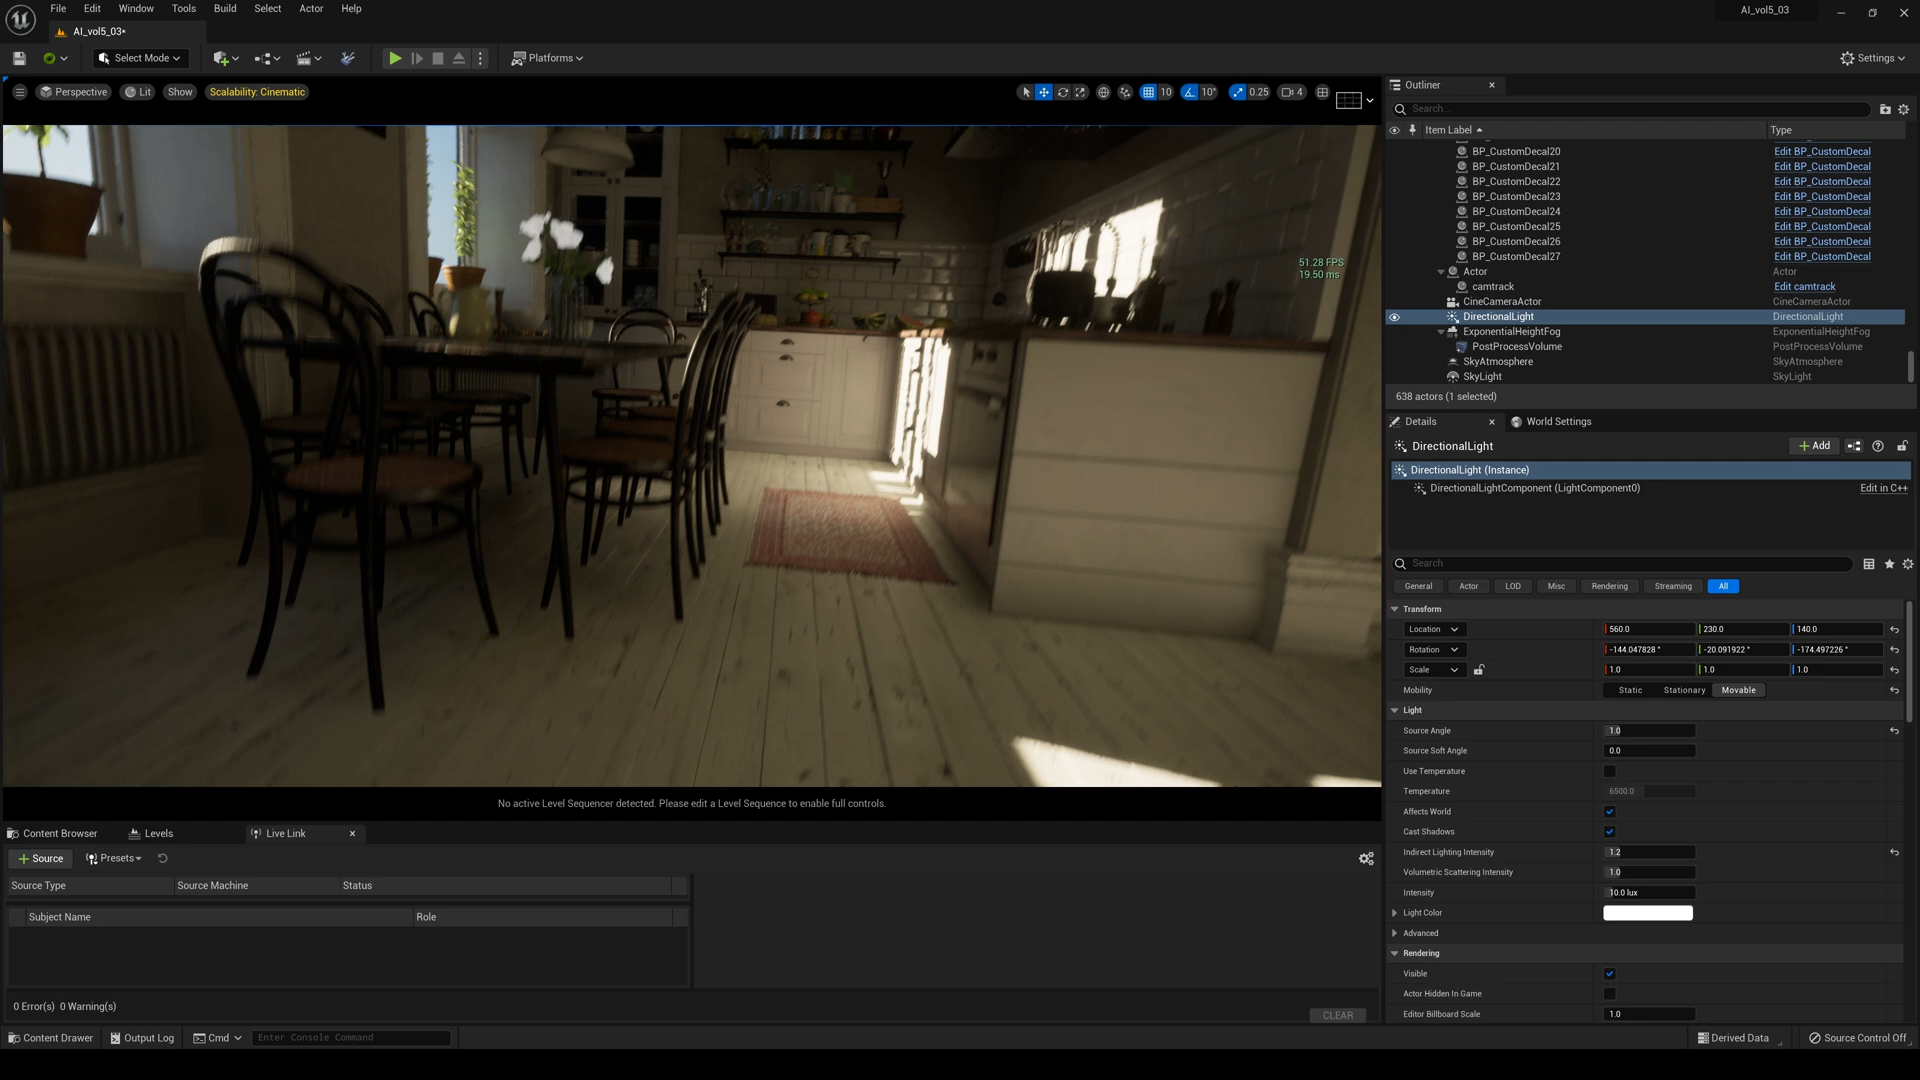 File Edit Window Tools Build Select Actor Help
AI_vol5_03
AI_vol5_03*
Select Mode
Platforms
Settings
Perspective Lit Show Scalability: Cinematic
10 10° 0.25 4
51.28 FPS
19.50 ms
No active Level Sequencer detected. Please edit a Level Sequence to enable full controls.
Outliner
Search...
Item Label Type
BP_CustomDecal20 Edit BP_CustomDecal
BP_CustomDecal21 Edit BP_CustomDecal
BP_CustomDecal22 Edit BP_CustomDecal
BP_CustomDecal23 Edit BP_CustomDecal
BP_CustomDecal24 Edit BP_CustomDecal
BP_CustomDecal25 Edit BP_CustomDecal
BP_CustomDecal26 Edit BP_CustomDecal
BP_CustomDecal27 Edit BP_CustomDecal
Actor Actor
camtrack Edit camtrack
CineCameraActor CineCameraActor
DirectionalLight DirectionalLight
ExponentialHeightFog ExponentialHeightFog
PostProcessVolume PostProcessVolume
SkyAtmosphere SkyAtmosphere
SkyLight SkyLight
638 actors (1 selected)
Details World Settings
DirectionalLight Add
DirectionalLight (Instance)
DirectionalLightComponent (LightComponent0) Edit in C++
Search
General Actor LOD Misc Rendering Streaming All
Transform
Location 560.0 230.0 140.0
Rotation -144.047828 ° -20.091922 ° -174.497226 °
Scale 1.0 1.0 1.0
Mobility Static Stationary Movable
Light
Source Angle 1.0
Source Soft Angle 0.0
Use Temperature
Temperature 6500.0
Affects World
Cast Shadows
Indirect Lighting Intensity 1.2
Volumetric Scattering Intensity 1.0
Intensity 10.0 lux
Light Color
Advanced
Rendering
Visible
Actor Hidden In Game
Editor Billboard Scale 1.0
Content Browser Levels Live Link
Source Presets
Source Type Source Machine Status
Subject Name Role
0 Error(s) 0 Warning(s)
CLEAR
Content Drawer Output Log Cmd Enter Console Command
Derived Data Source Control Off